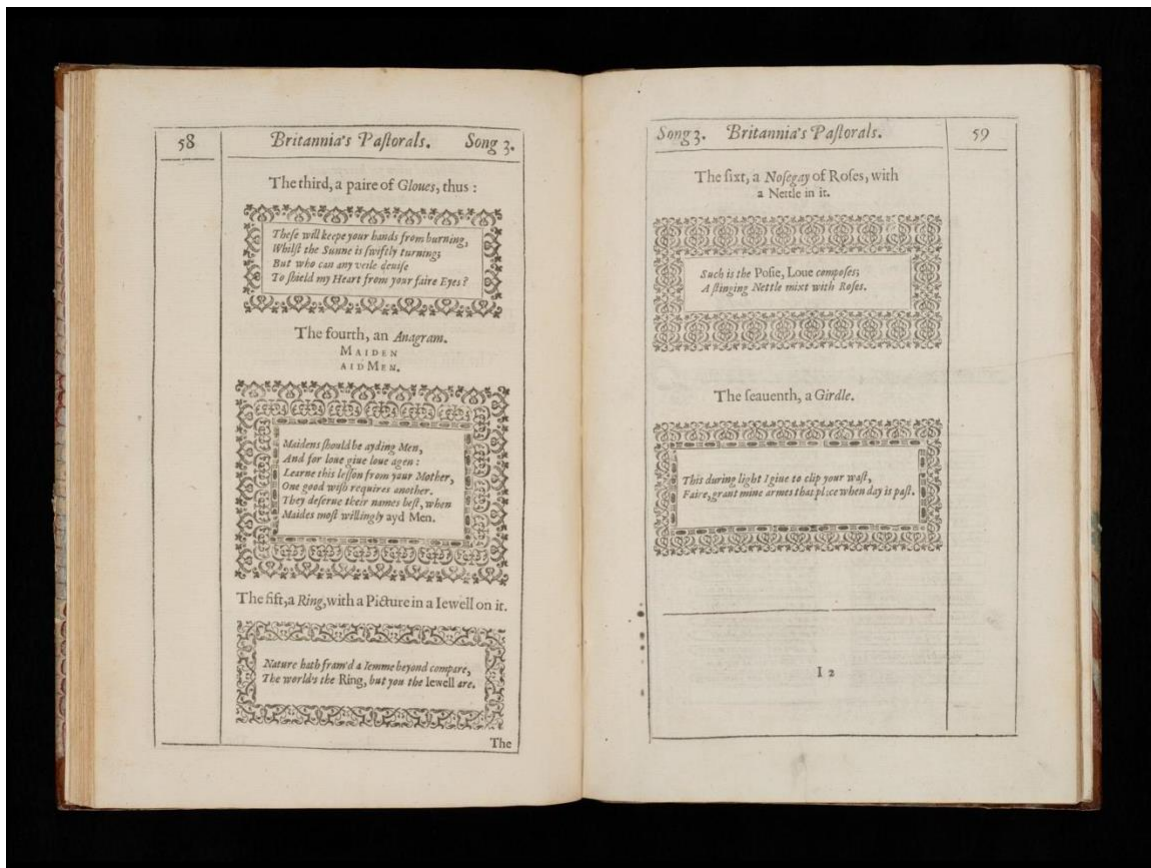 58
Britannia's Paſtorals. Song 3.
The third, a paire of Gloues, thus :
Theſe will keepe your hands from burning,
Whilſt the Sunne is ſwiftly turning;
But who can any veile deuiſe
To ſhield my Heart from your faire Eyes?
The fourth, an Anagram.
MAIDEN
AIDMEN.
Maidens ſhould be ayding Men,
And for loue giue loue agen:
Learne this leſſon from your Mother,
One good wiſh requires another.
They deſerue their names beſt, when
Maides moſt willingly ayd Men.
The fift, a Ring, with a Picture in a Iewell on it.
Nature hath fram'd a Iemme beyond compare,
The world's the Ring, but you the Iewell are.
The
Song 3. Britannia's Paſtorals.
59
The ſixt, a Noſegay of Roſes, with
a Nettle in it.
Such is the Poſie, Loue compoſes;
A ſtinging Nettle mixt with Roſes.
The ſeauenth, a Girdle.
This during light I giue to clip your waſt,
Faire, grant mine armes that place when day is paſt.
I 2